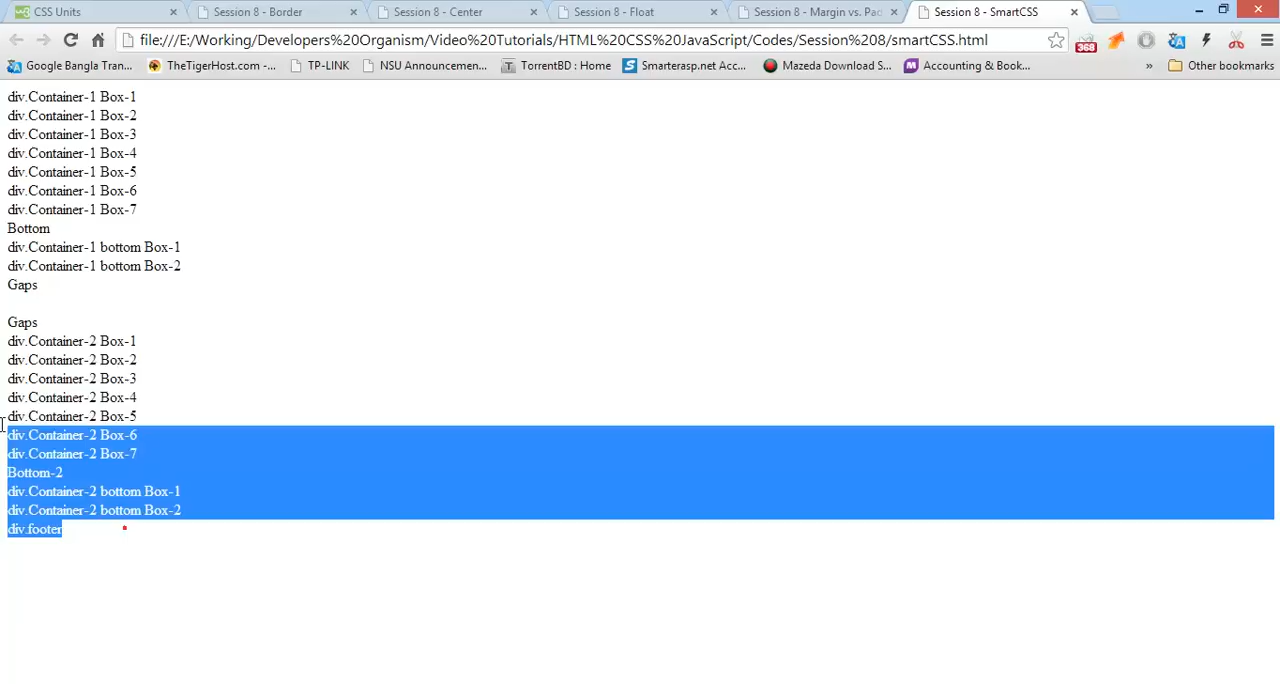 CSS Units
Session 8 - Border
Session 8 - Center
Session 8 - Float
Session 8 - Margin vs. Pad
Session 8 - SmartCSS
file:///E:/Working/Developers%20Organism/Video%20Tutorials/HTML%20CSS%20JavaScript/Codes/Session%208/smartCSS.html
368
Google Bangla Tran...
TheTigerHost.com -...
TP-LINK
NSU Announcemen...
TorrentBD : Home
Smarterasp.net Acc...
Mazeda Download S...
Accounting & Book...
»
Other bookmarks
div.Container-1 Box-1
div.Container-1 Box-2
div.Container-1 Box-3
div.Container-1 Box-4
div.Container-1 Box-5
div.Container-1 Box-6
div.Container-1 Box-7
Bottom
div.Container-1 bottom Box-1
div.Container-1 bottom Box-2
Gaps
Gaps
div.Container-2 Box-1
div.Container-2 Box-2
div.Container-2 Box-3
div.Container-2 Box-4
div.Container-2 Box-5
div.Container-2 Box-6
div.Container-2 Box-7
Bottom-2
div.Container-2 bottom Box-1
div.Container-2 bottom Box-2
div.footer